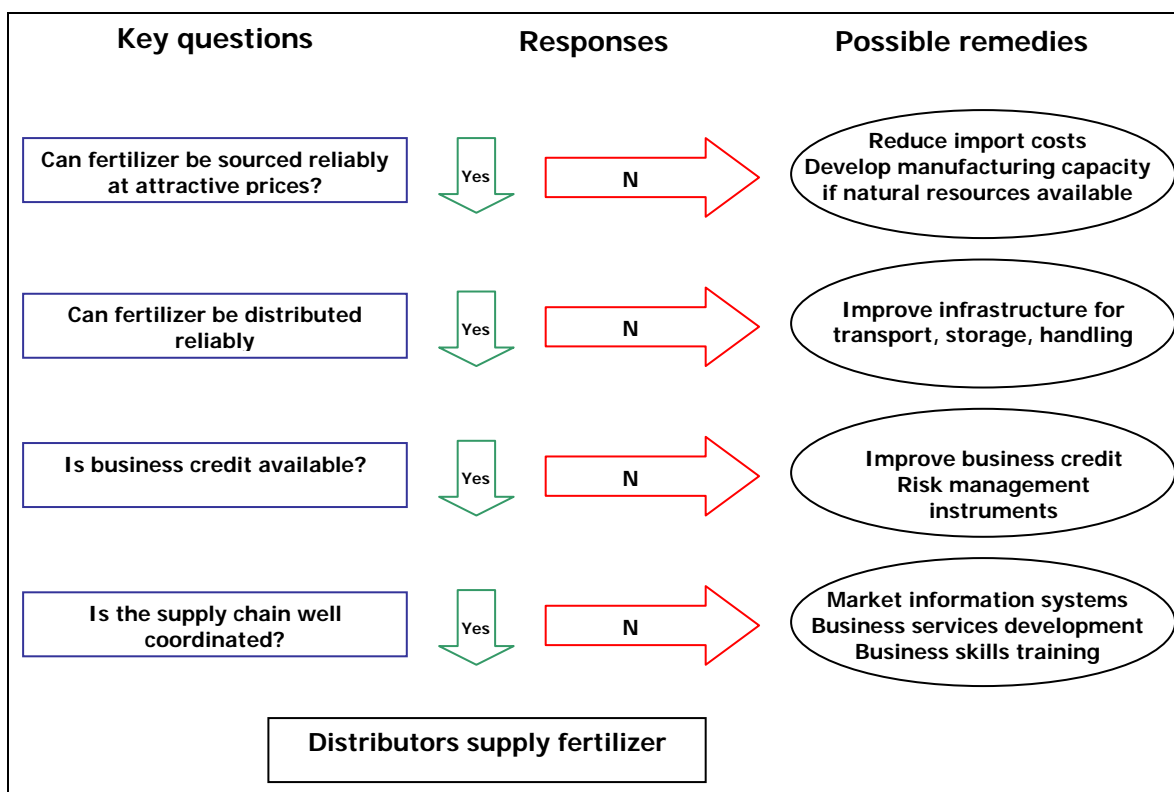 Key questions
Responses
Possible remedies
Can fertilizer be sourced reliably
at attractive prices?
Yes
N
Reduce import costs
Develop manufacturing capacity
if natural resources available
Can fertilizer be distributed
reliably
Yes
N
Improve infrastructure for
transport, storage, handling
Is business credit available?
Yes
N
Improve business credit
Risk management
instruments
Is the supply chain well
coordinated?
Yes
N
Market information systems
Business services development
Business skills training
Distributors supply fertilizer